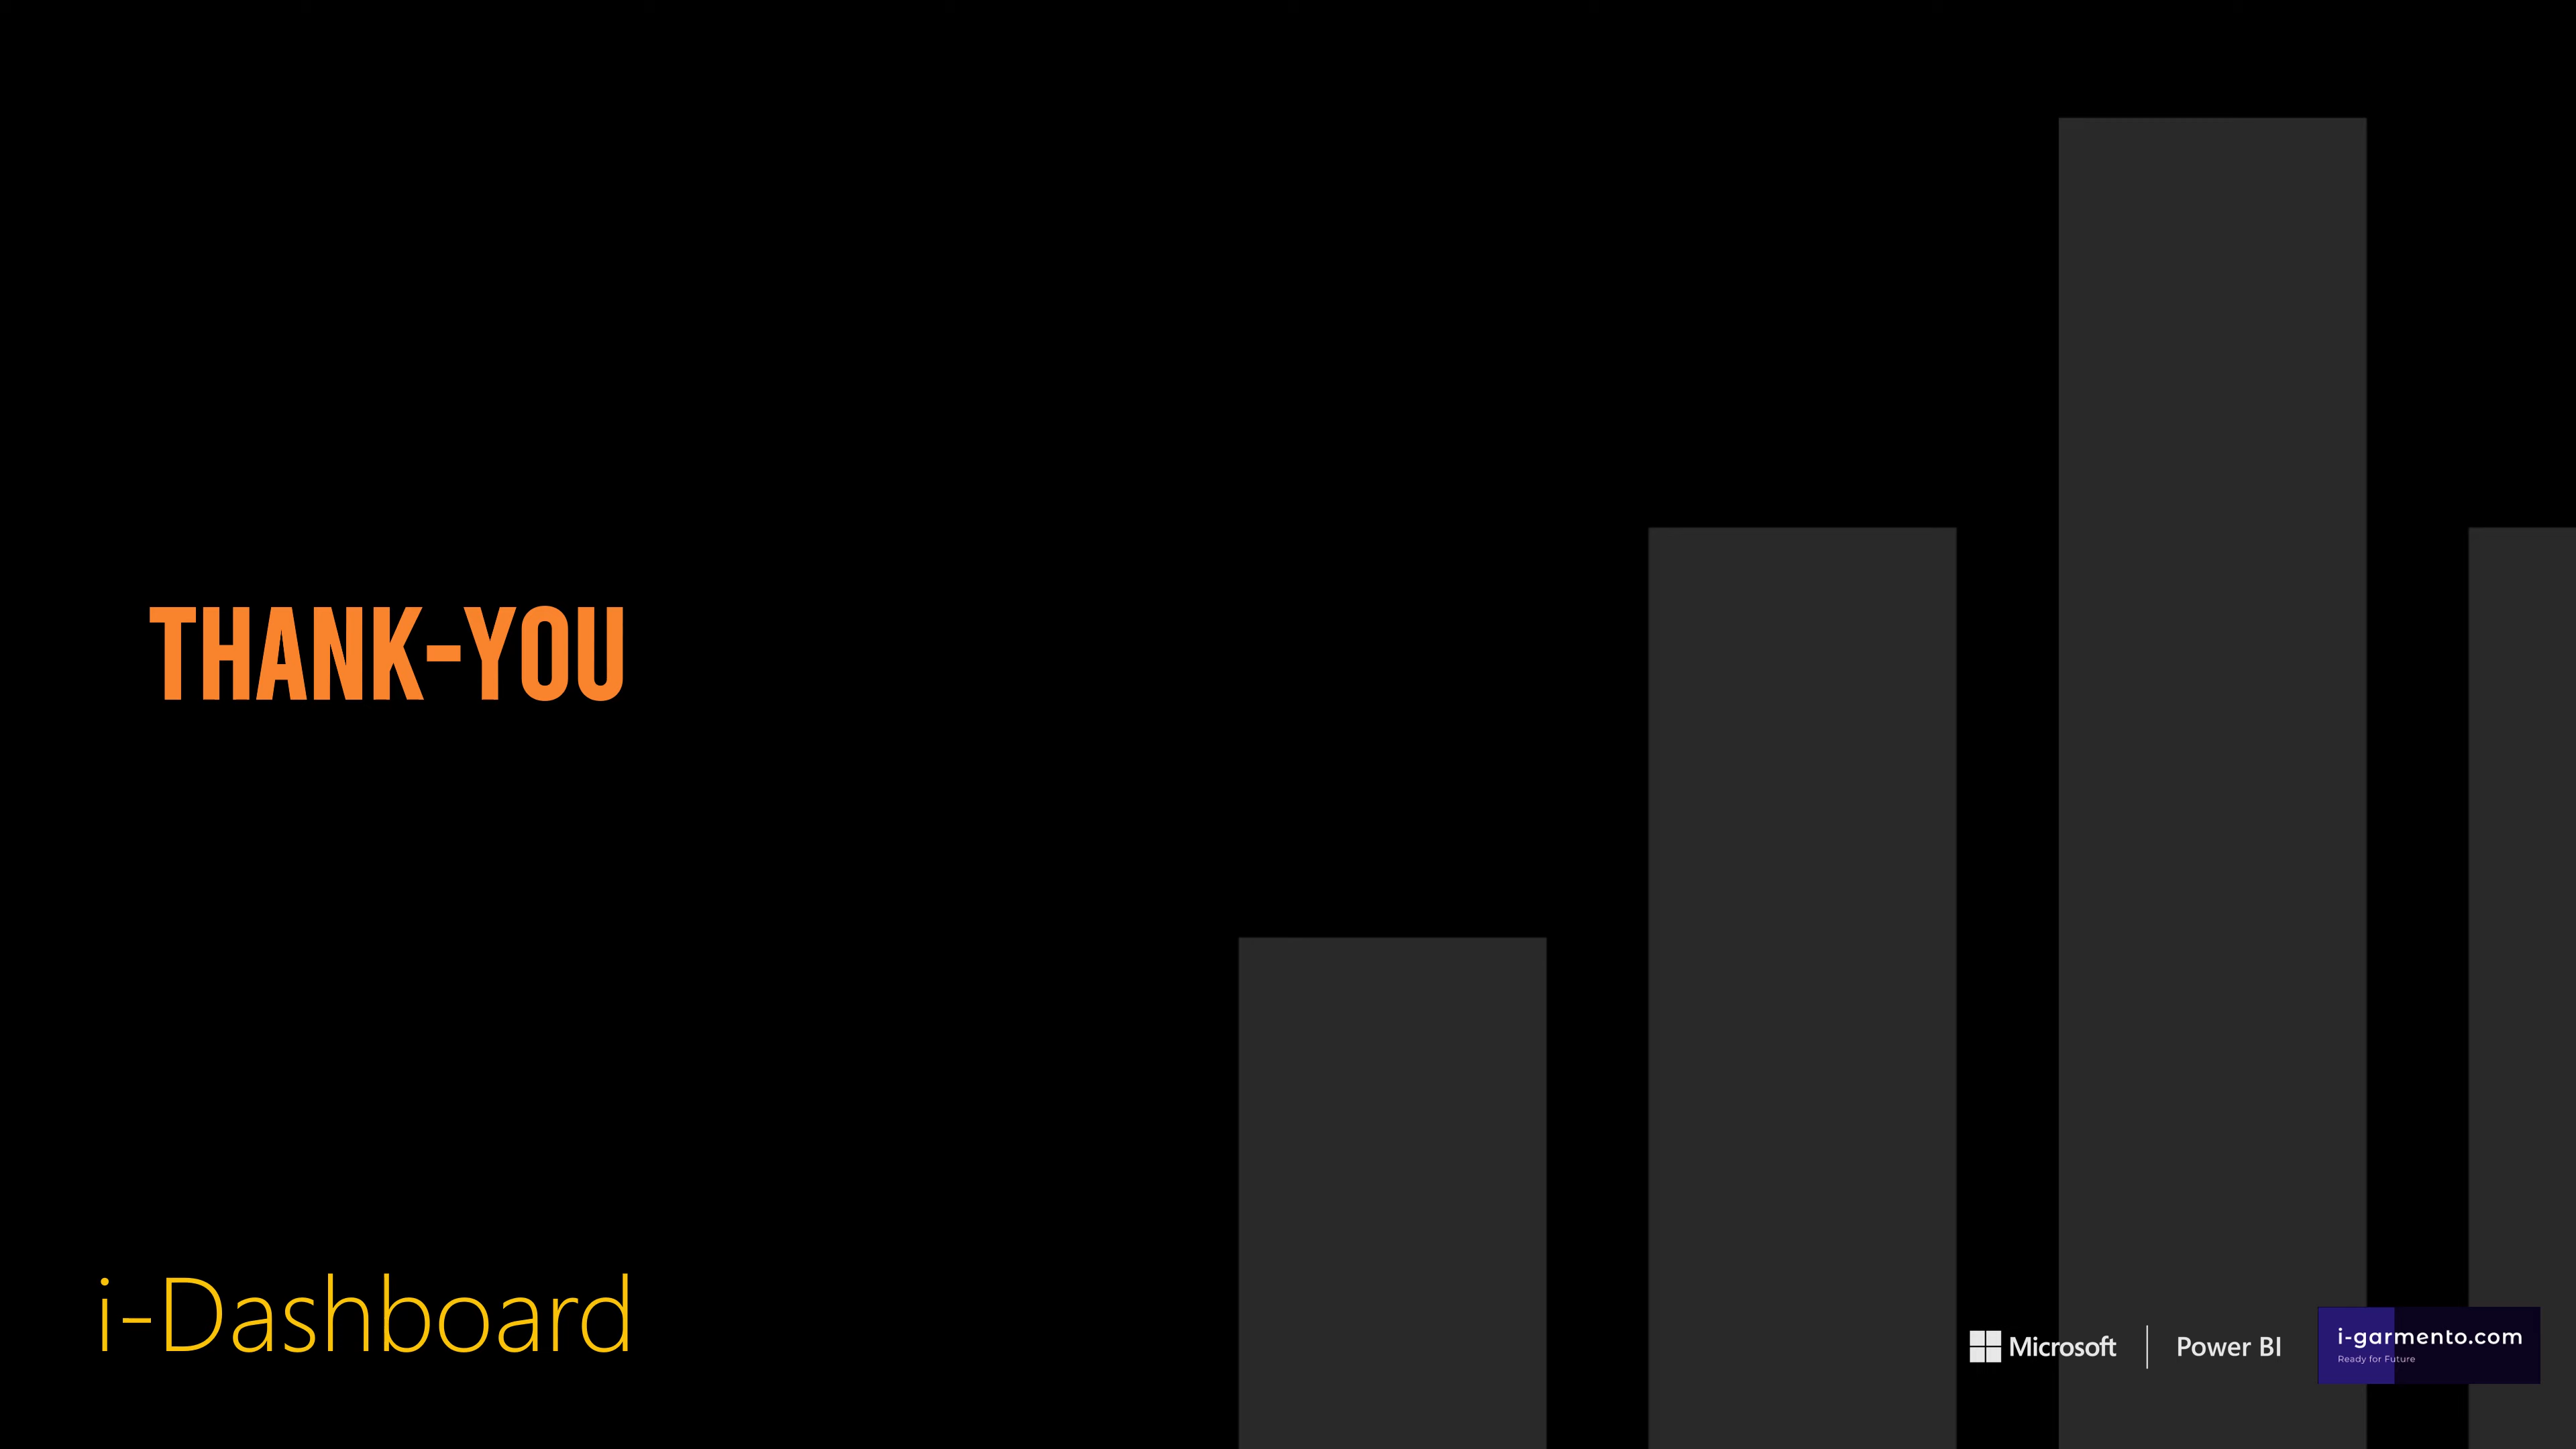 THANK-YOU
i-Dashboard
Microsoft | Power BI
i-garmento.com
Ready for Future